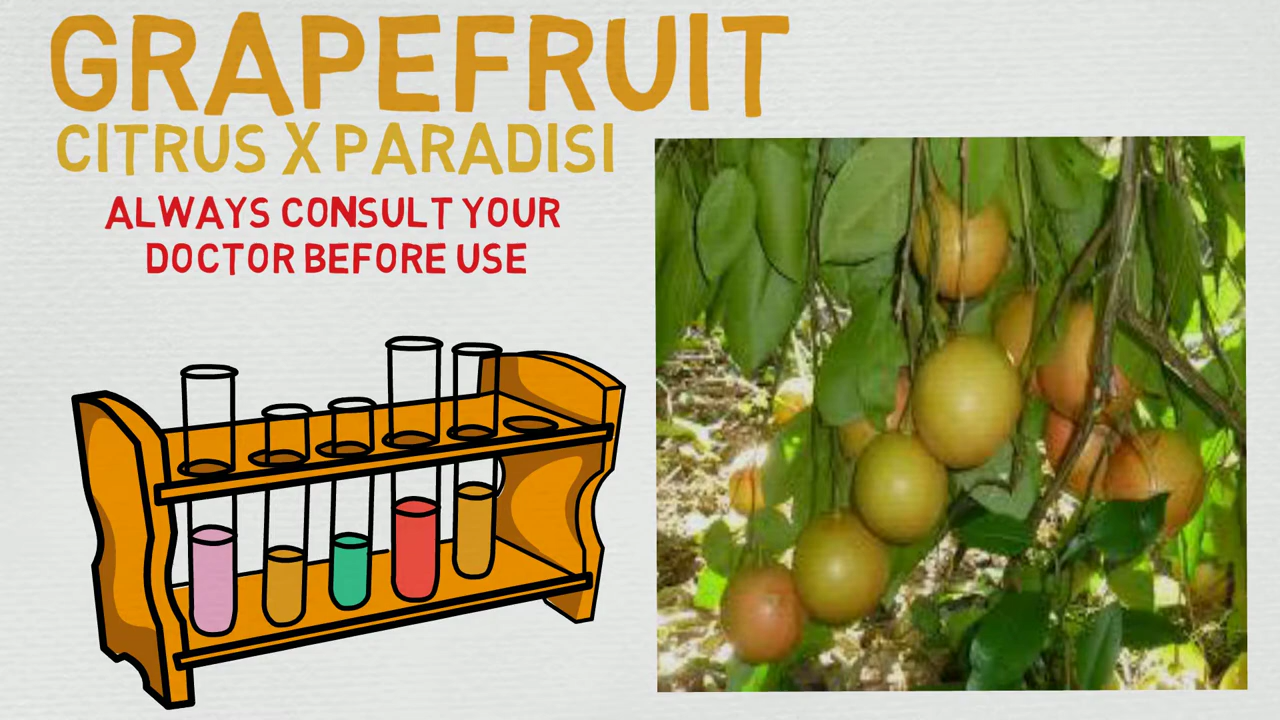 GRAPEFRUIT
CITRUS X PARADISI
ALWAYS CONSULT YOUR
DOCTOR BEFORE USE